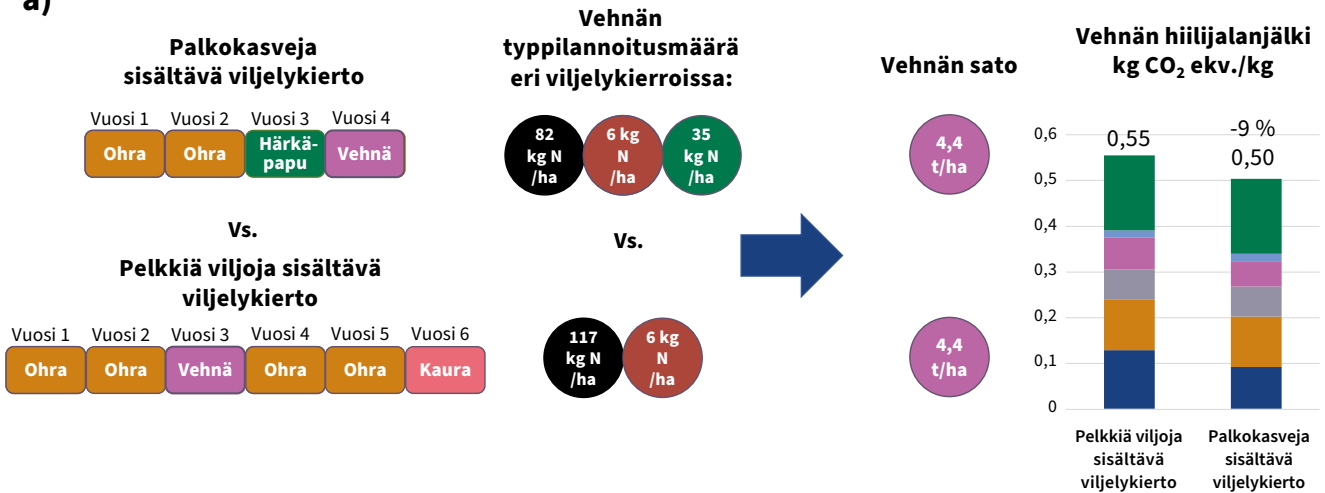 a)
Palkokasveja
sisältävä viljelykierto
Vuosi 1 Vuosi 2 Vuosi 3 Vuosi 4
Ohra Ohra Härkä-
papu Vehnä
Vs.
Pelkkiä viljoja sisältävä
viljelykierto
Vuosi 1 Vuosi 2 Vuosi 3 Vuosi 4 Vuosi 5 Vuosi 6
Ohra Ohra Vehnä Ohra Ohra Kaura
Vehnän
typpilannoitusmäärä
eri viljelykierroissa:
82
kg N
/ha
6 kg
N
/ha
35
kg N
/ha
Vs.
117
kg N
/ha
6 kg
N
/ha
Vehnän sato
4,4
t/ha
4,4
t/ha
Vehnän hiilijalanjälki
kg CO₂ ekv./kg
0,6
0,5
0,4
0,3
0,2
0,1
0
0,55
-9 %
0,50
Pelkkiä viljoja
sisältävä
viljelykierto
Palkokasveja
sisältävä
viljelykierto